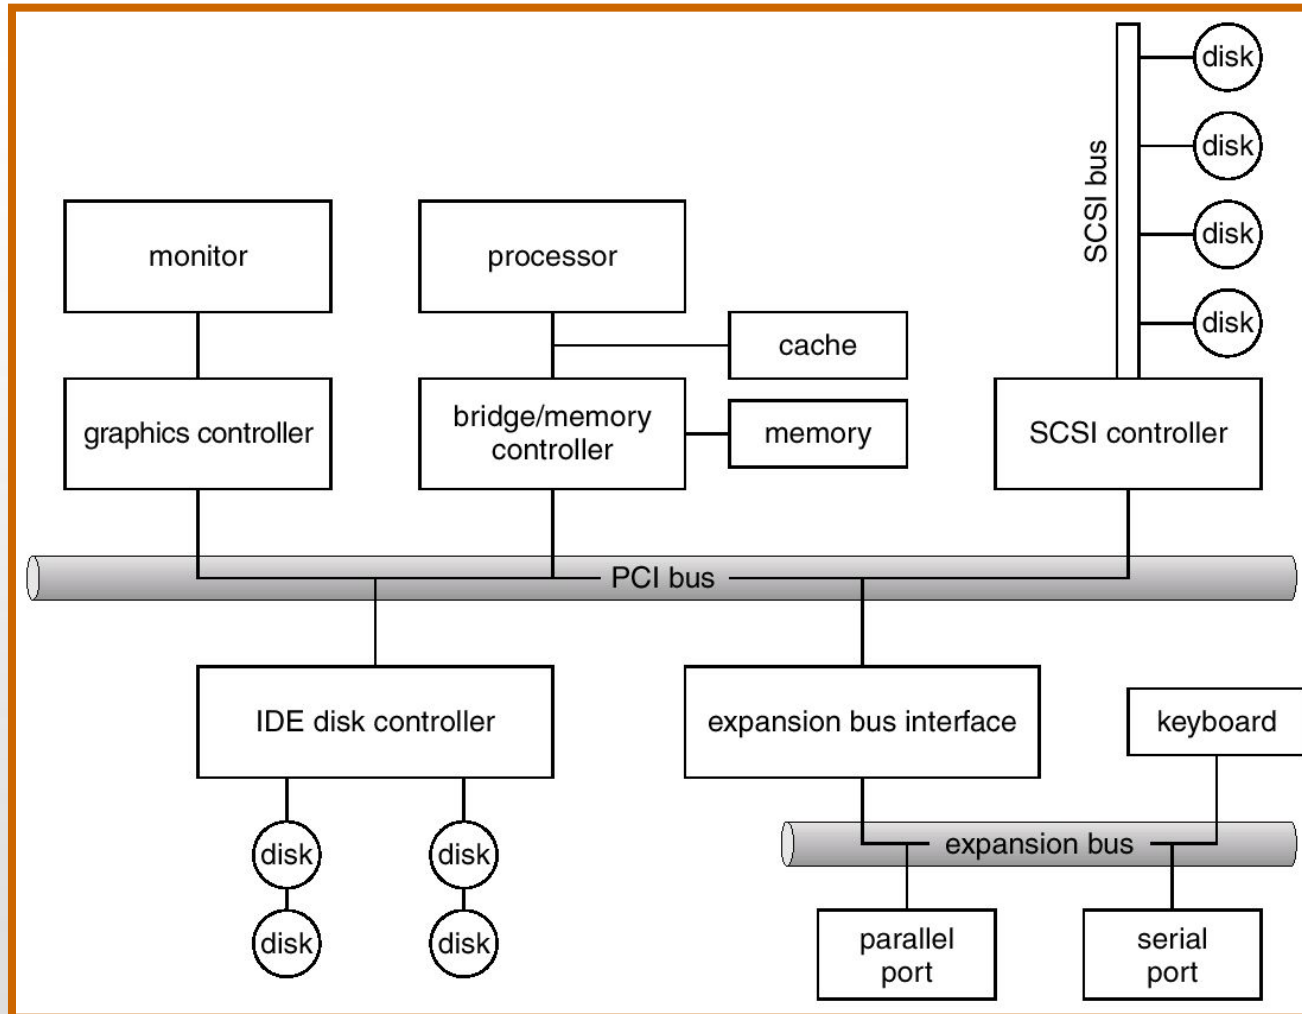 disk
disk
SCSI bus
disk
disk
monitor
processor
cache
graphics controller
bridge/memory
controller
memory
SCSI controller
PCI bus
IDE disk controller
expansion bus interface
keyboard
disk
disk
expansion bus
disk
disk
parallel
port
serial
port